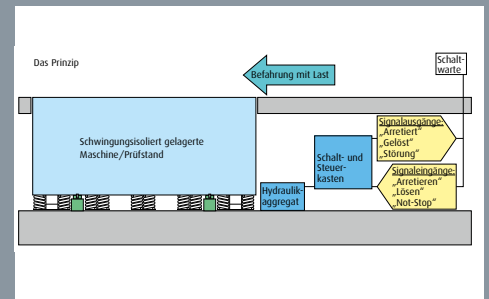 Das Prinzip
Schalt-
warte
Befahrung mit Last
Schwingungsisoliert gelagerte
Maschine/Prüfstand
Signalausgänge:
„Arretiert“
„Gelöst“
„Störung“
Schalt- und
Steuer-
kasten
Signaleingänge:
„Arretieren“
„Lösen“
„Not-Stop“
Hydraulik-
aggregat